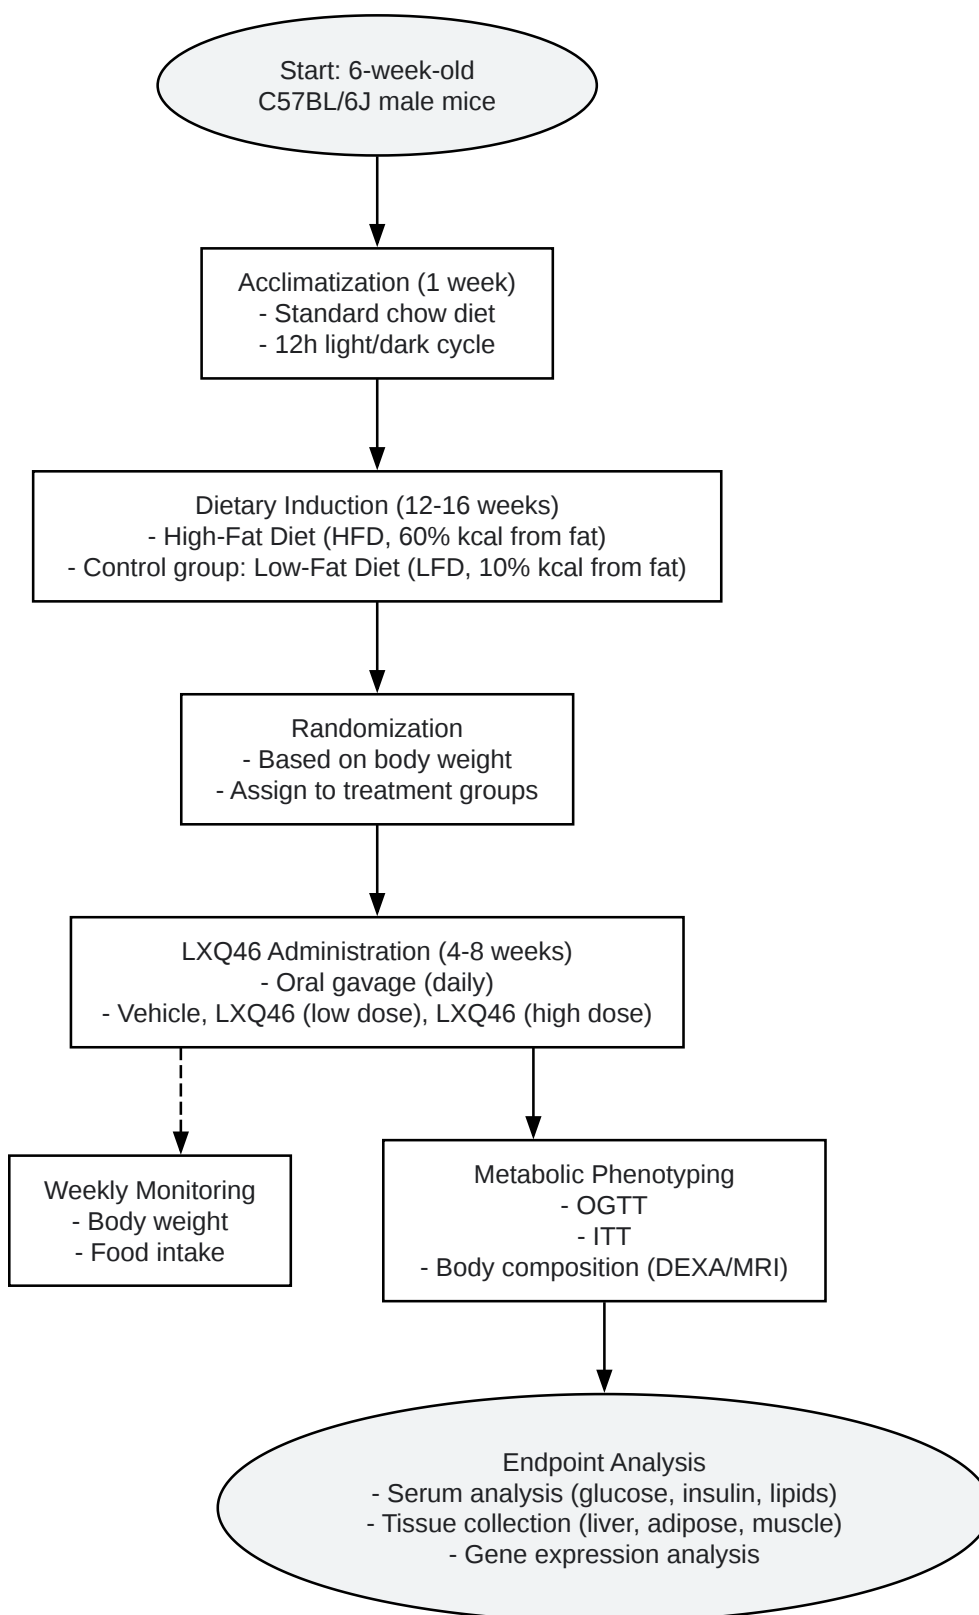 Start: 6-week-old
C57BL/6J male mice
Acclimatization (1 week)
- Standard chow diet
- 12h light/dark cycle
Dietary Induction (12-16 weeks)
- High-Fat Diet (HFD, 60% kcal from fat)
- Control group: Low-Fat Diet (LFD, 10% kcal from fat)
Randomization
- Based on body weight
- Assign to treatment groups
LXQ46 Administration (4-8 weeks)
- Oral gavage (daily)
- Vehicle, LXQ46 (low dose), LXQ46 (high dose)
Weekly Monitoring
- Body weight
- Food intake
Metabolic Phenotyping
- OGTT
- ITT
- Body composition (DEXA/MRI)
Endpoint Analysis
- Serum analysis (glucose, insulin, lipids)
- Tissue collection (liver, adipose, muscle)
- Gene expression analysis